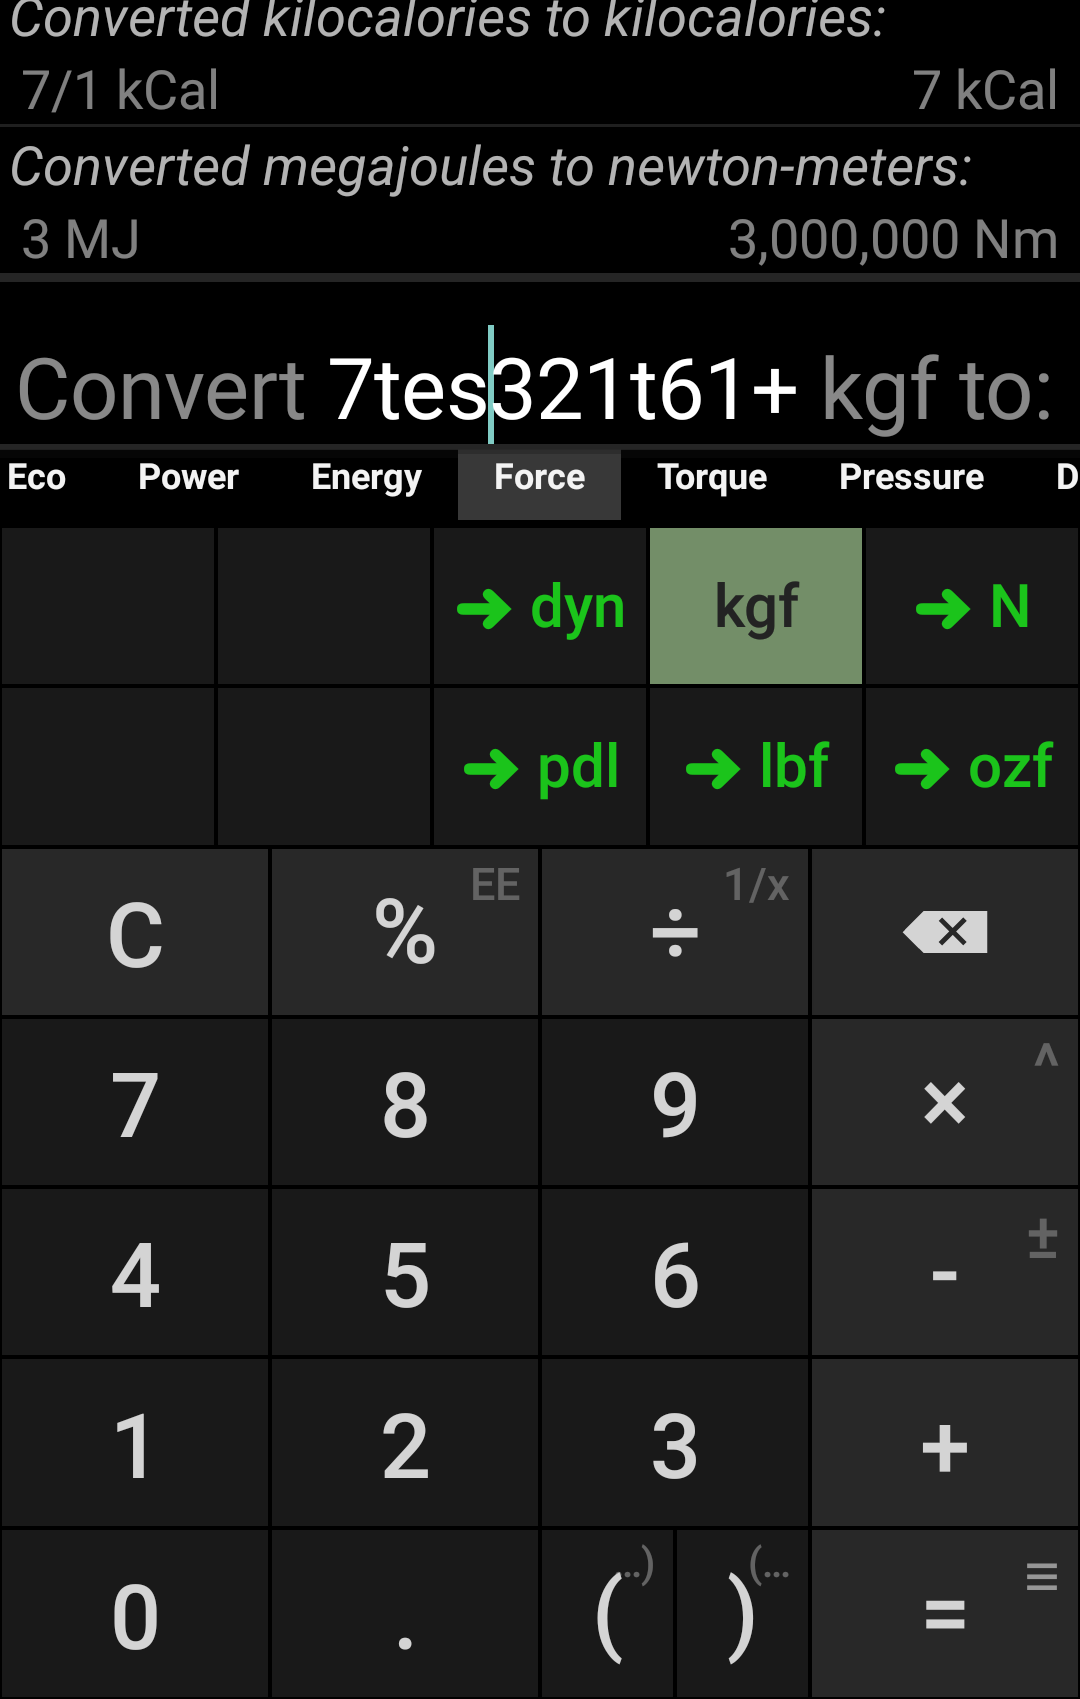 Converted kilocalories to kilocalories:
7/1 kCal 7 kCal
Converted megajoules to newton-meters:
3 MJ 3,000,000 Nm
Convert 7tes321t61+ kgf to:
Eco Power Energy Force Torque Pressure D
➔ dyn kgf ➔ N
➔ pdl ➔ lbf ➔ ozf
C % EE ÷ 1/x
7 8 9 × ^
4 5 6 - ±
1 2 3 +
0 . ( ..) ) (... = ≡